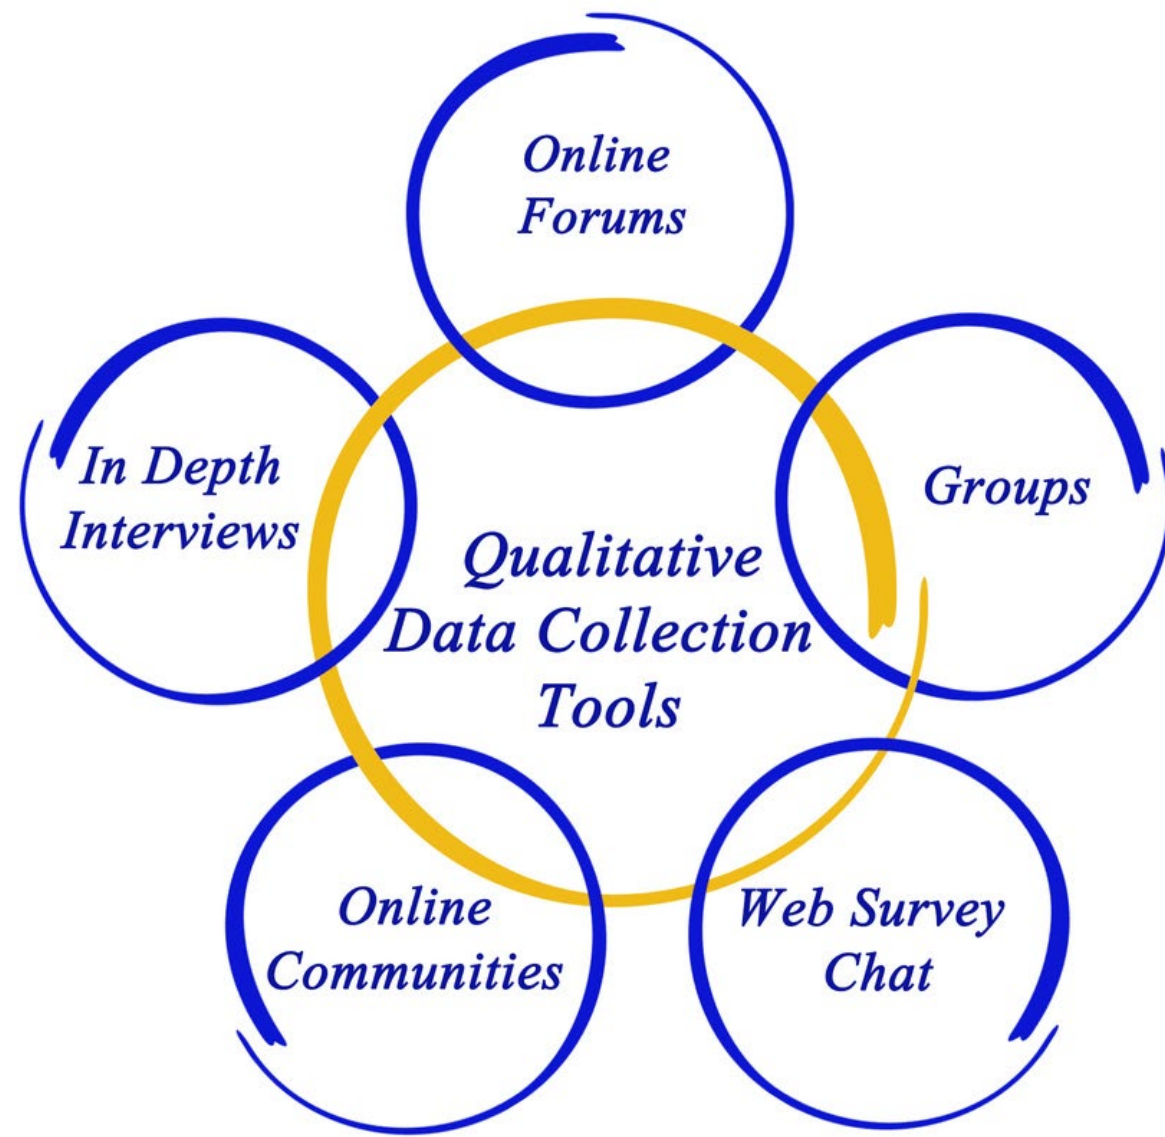 Online
Forums
In Depth
Interviews
Groups
Qualitative
Data Collection
Tools
Online
Communities
Web Survey
Chat